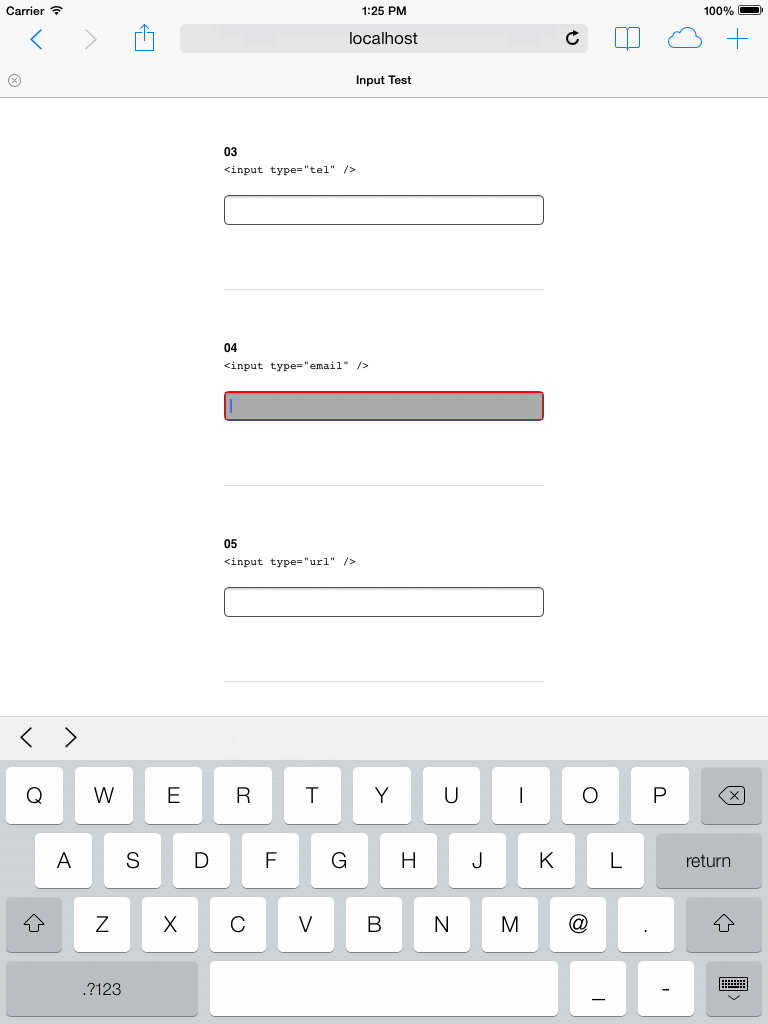 Carrier 1:25 PM 100%
localhost
Input Test
03
<input type="tel" />
04
<input type="email" />
05
<input type="url" />
Q W E R T Y U I O P
A S D F G H J K L return
Z X C V B N M @ .
.?123 _ -